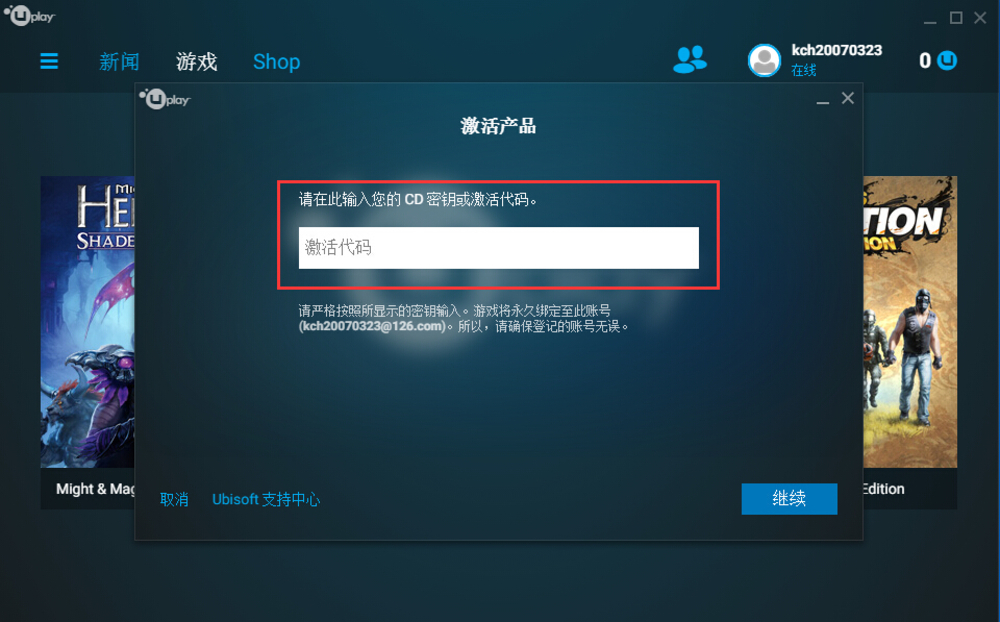 Uplay
新闻 游戏 Shop
kch20070323
在线
0
Uplay
激活产品
请在此输入您的 CD 密钥或激活代码。
激活代码
请严格按照所显示的密钥输入。游戏将永久绑定至此账号
(kch20070323@126.com)。所以，请确保登记的账号无误。
取消 Ubisoft 支持中心 继续
SHADE
TION
ION
Might & Mag
Edition